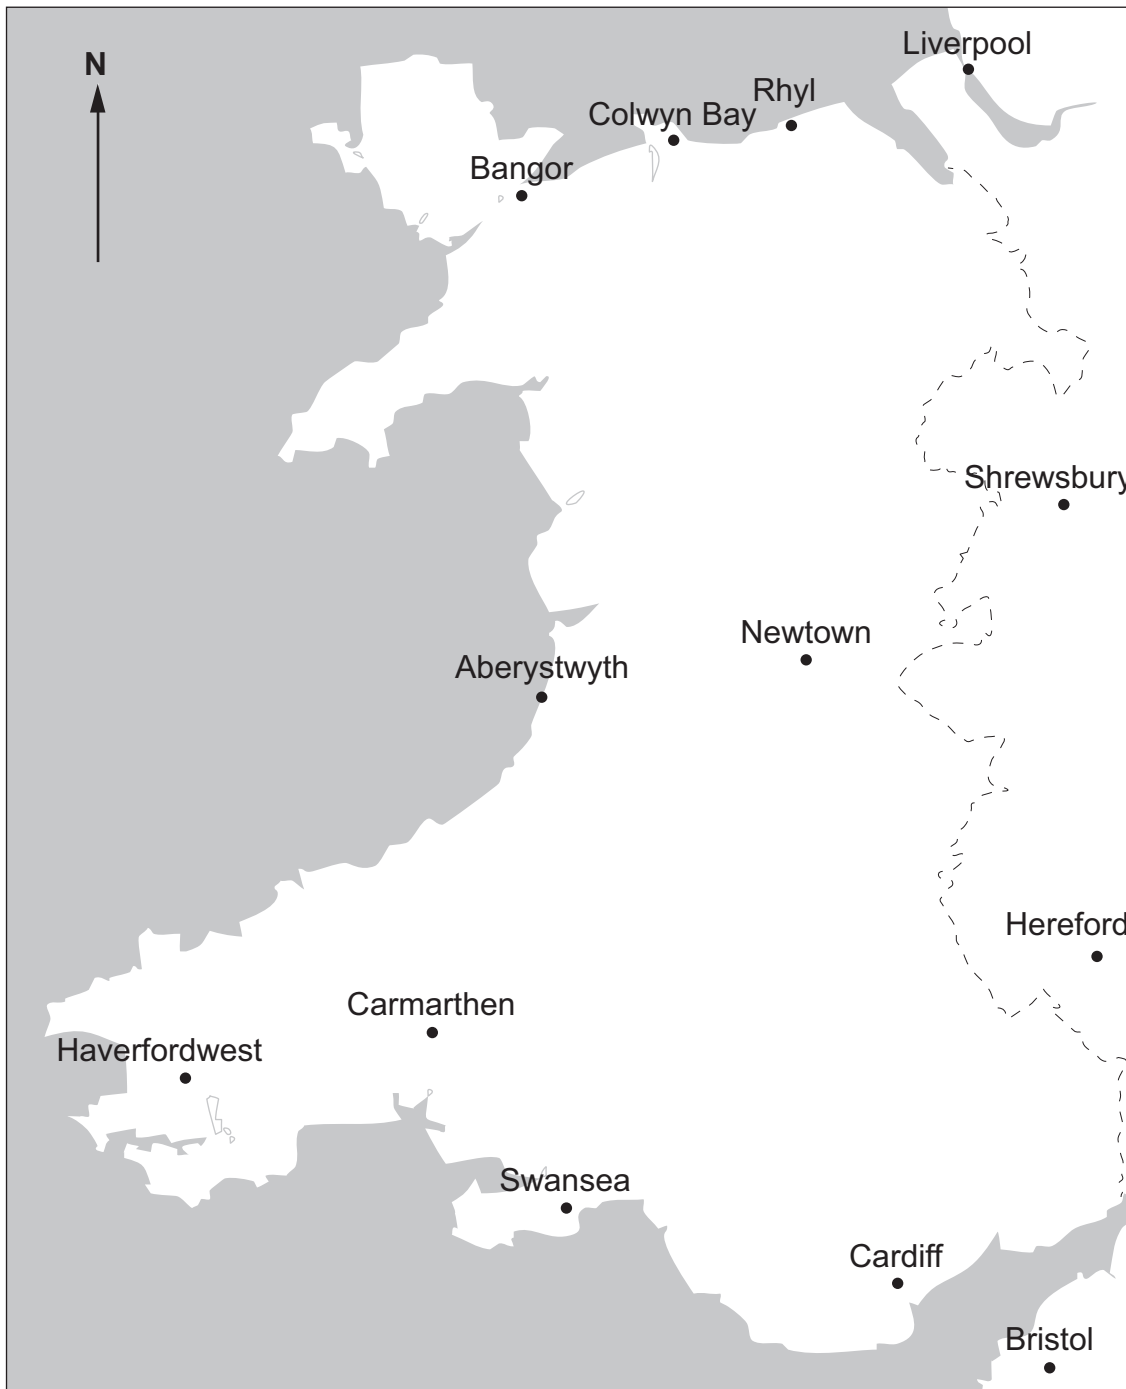 Liverpool
N
Rhyl
Colwyn Bay
Bangor
Shrewsbury
Newtown
Aberystwyth
Hereford
Carmarthen
Haverfordwest
Swansea
Cardiff
Bristol